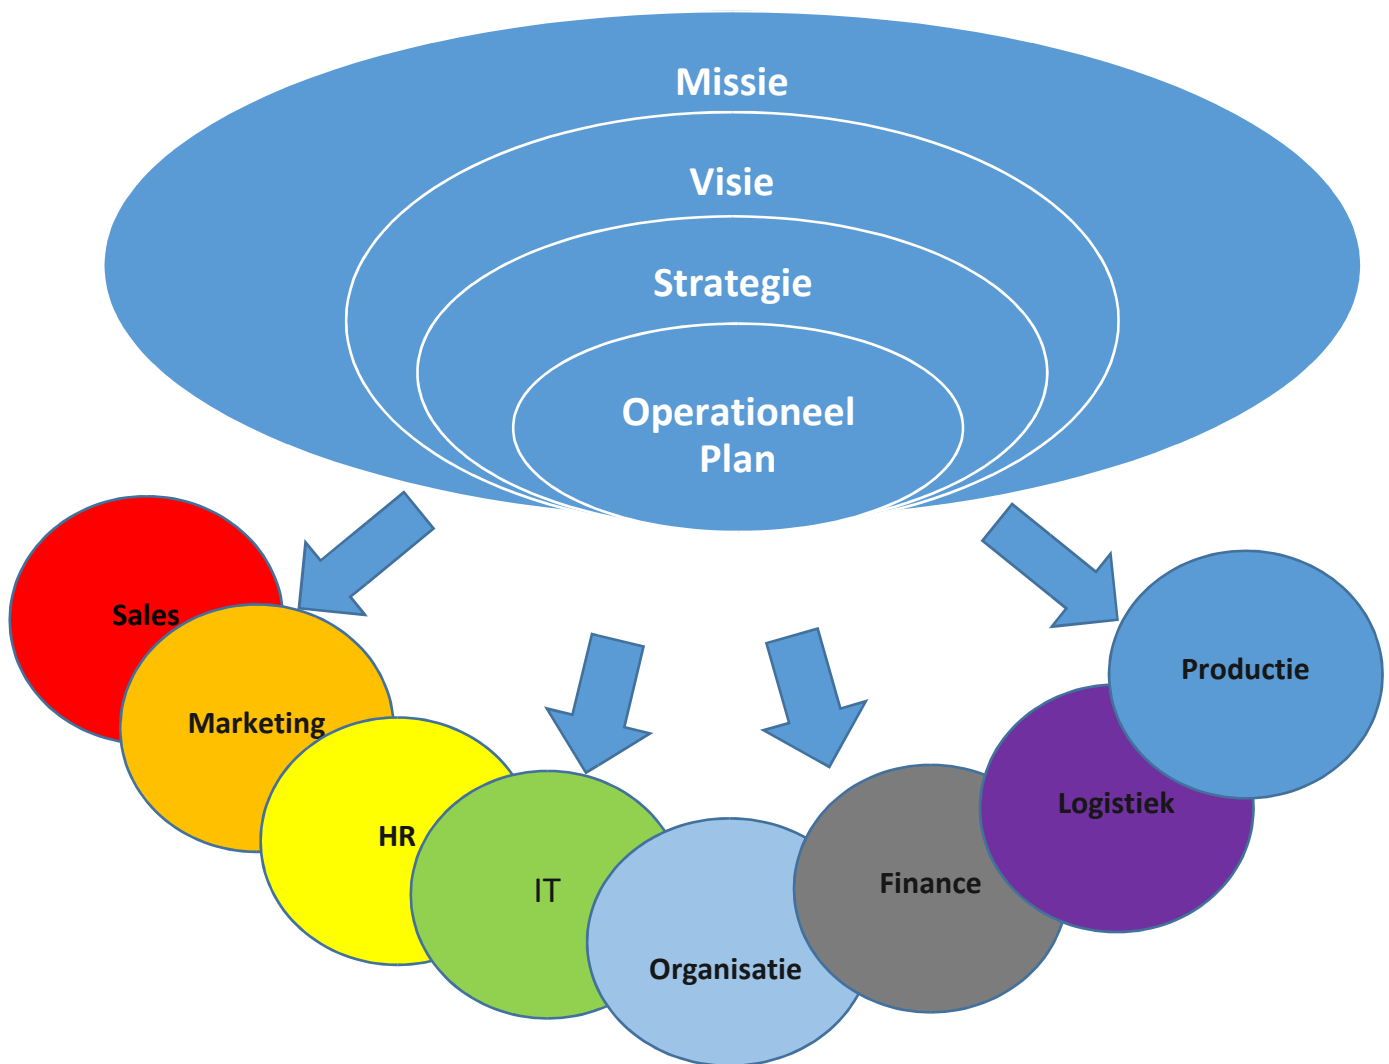 Missie
Visie
Strategie
Operationeel
Plan
Sales
Marketing
HR
IT
Organisatie
Finance
Logistiek
Productie